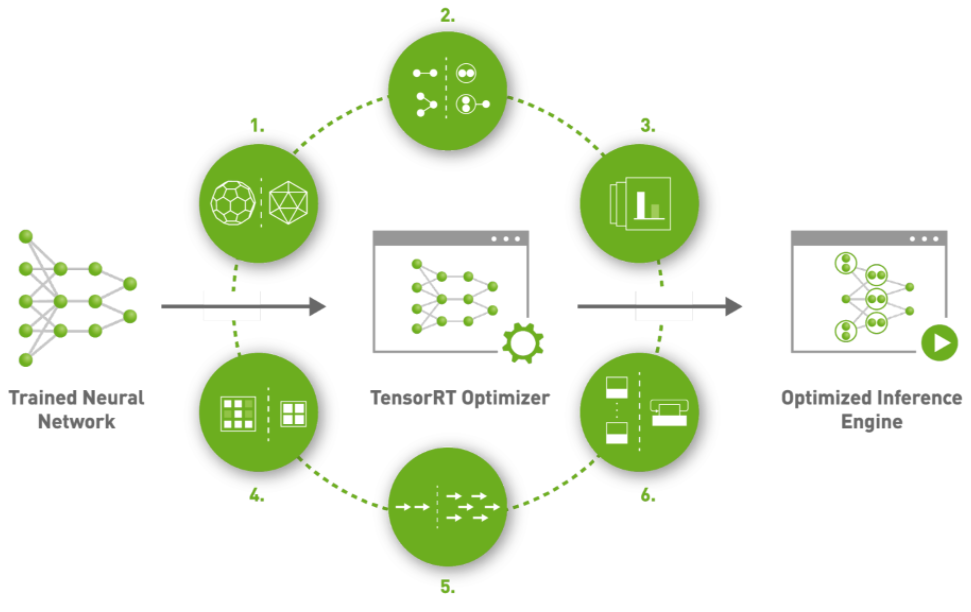 2.
1.
3.
Trained Neural
Network
TensorRT Optimizer
Optimized Inference
Engine
4.
6.
5.